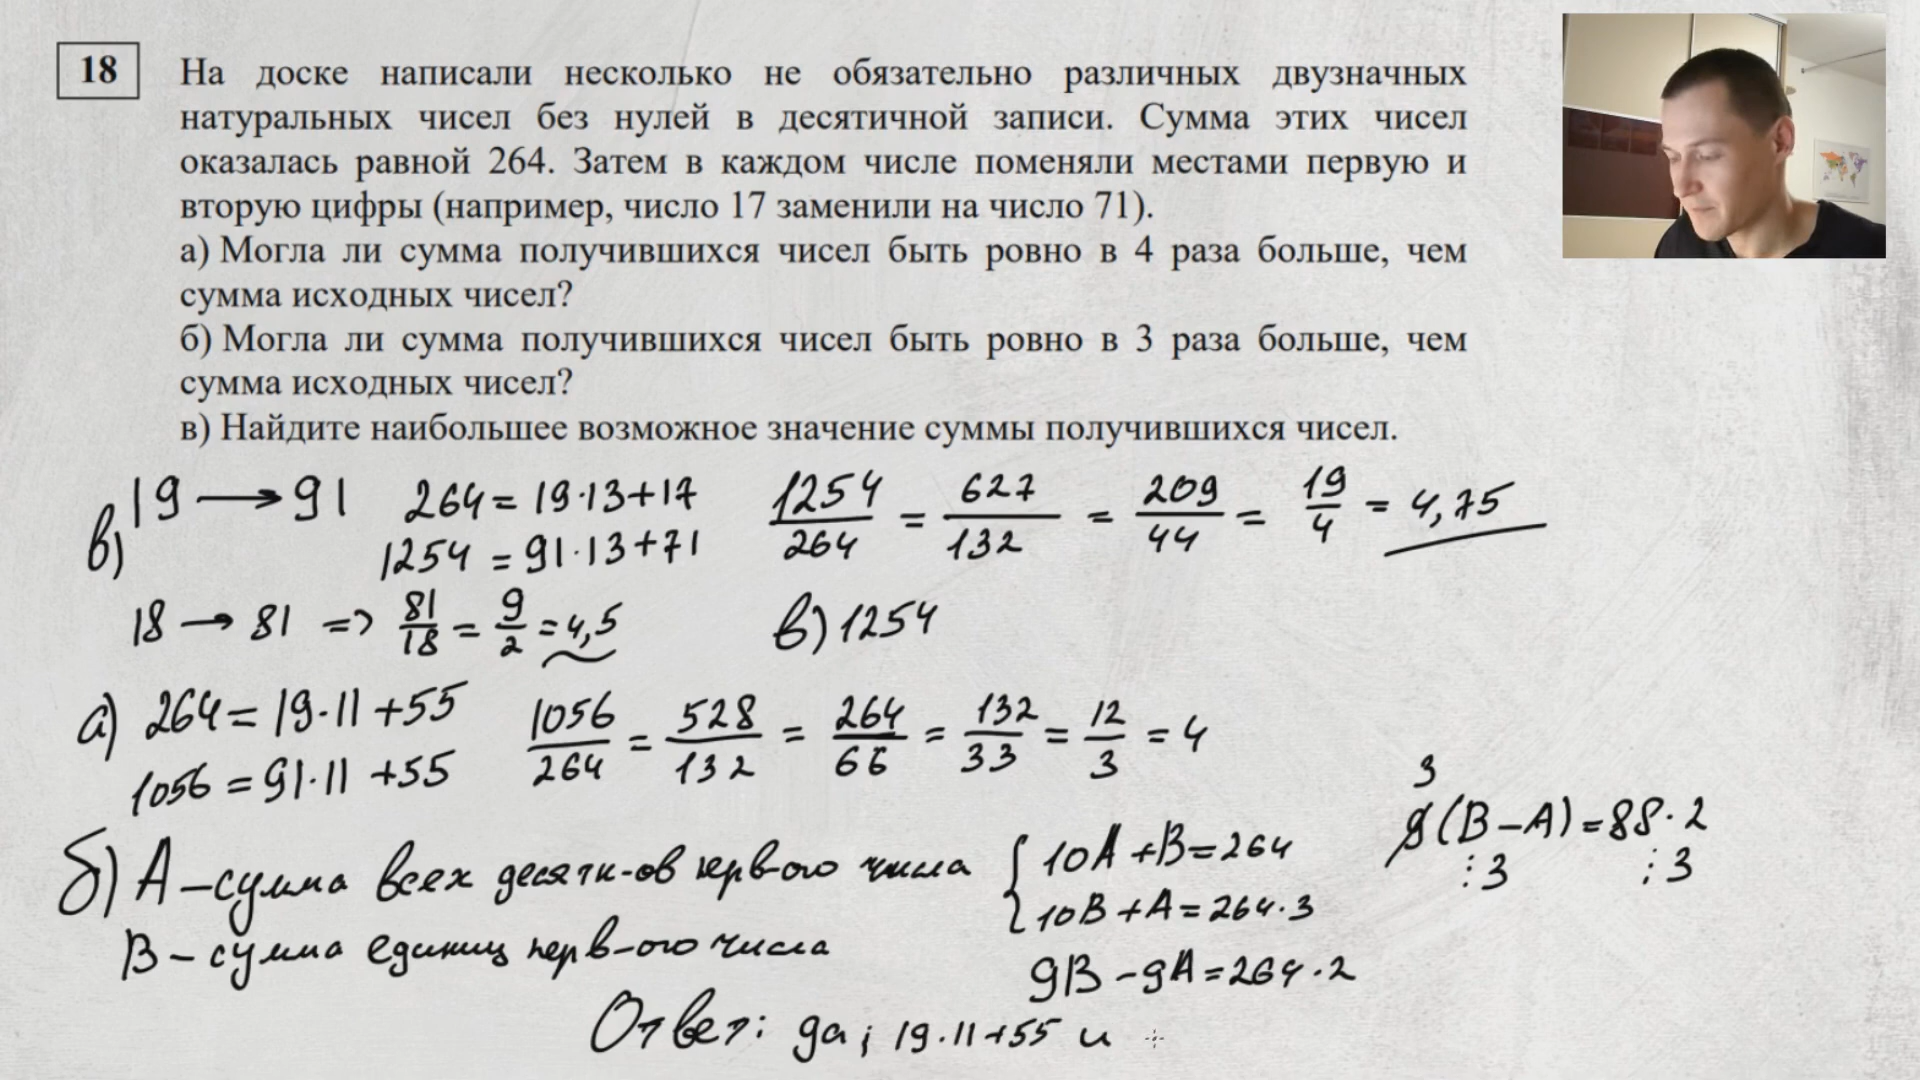 18
На доске написали несколько не обязательно различных двузначных
натуральных чисел без нулей в десятичной записи. Сумма этих чисел
оказалась равной 264. Затем в каждом числе поменяли местами первую и
вторую цифры (например, число 17 заменили на число 71).
а) Могла ли сумма получившихся чисел быть ровно в 4 раза больше, чем
сумма исходных чисел?
б) Могла ли сумма получившихся чисел быть ровно в 3 раза больше, чем
сумма исходных чисел?
в) Найдите наибольшее возможное значение суммы получившихся чисел.
в) 19 → 91 264 = 19·13+17 1254/264 = 627/132 = 209/44 = 19/4 = 4,75
1254 = 91·13+71
18 → 81 => 81/18 = 9/2 = 4,5 в) 1254
а) 264 = 19·11 + 55 1056/264 = 528/132 = 264/66 = 132/33 = 12/3 = 4
1056 = 91·11 + 55
3
9(B-A) = 88·2
⋮3 ⋮3
б) А – сумма всех десятк-ов перв-ого числа { 10A + B = 264
10B + A = 264·3
В – сумма единиц перв-ого числа
9B - 9A = 264·2
Ответ: да; 19·11+55 и